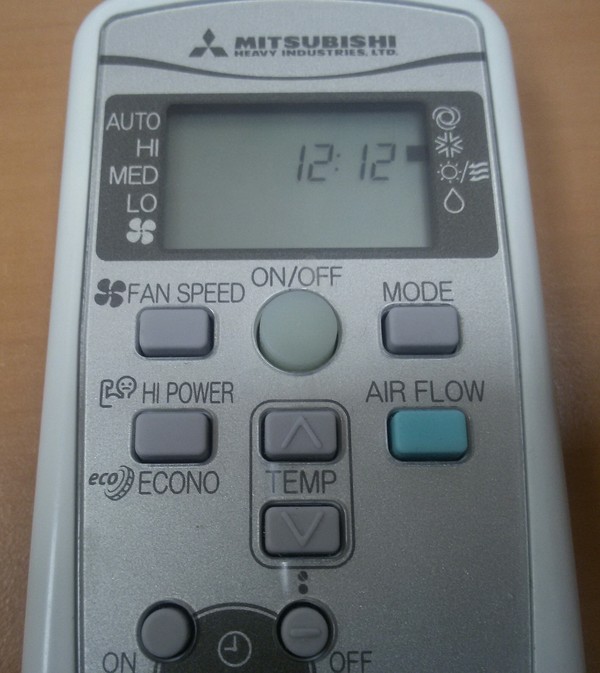 MITSUBISHI
HEAVY INDUSTRIES, LTD.
AUTO
HI
MED
LO
12:12
FAN SPEED
ON/OFF
MODE
HI POWER
AIR FLOW
eco
ECONO
TEMP
ON
OFF